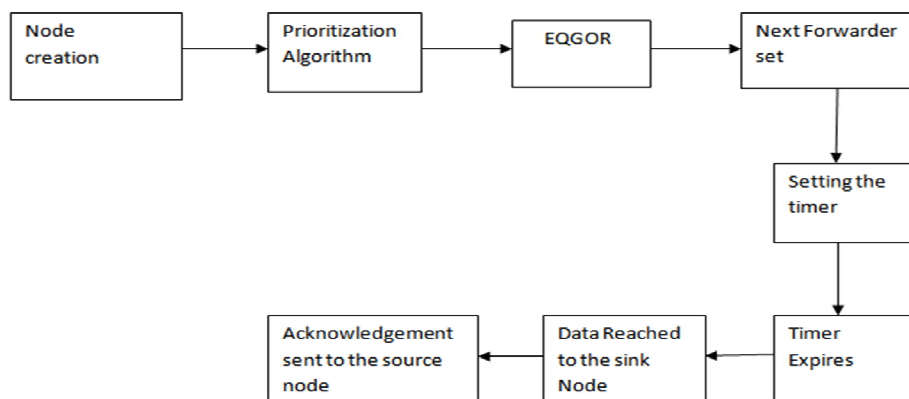 Node
creation
Prioritization
Algorithm
EQGOR
Next Forwarder
set
Setting the
timer
Timer
Expires
Data Reached
to the sink
Node
Acknowledgement
sent to the source
node